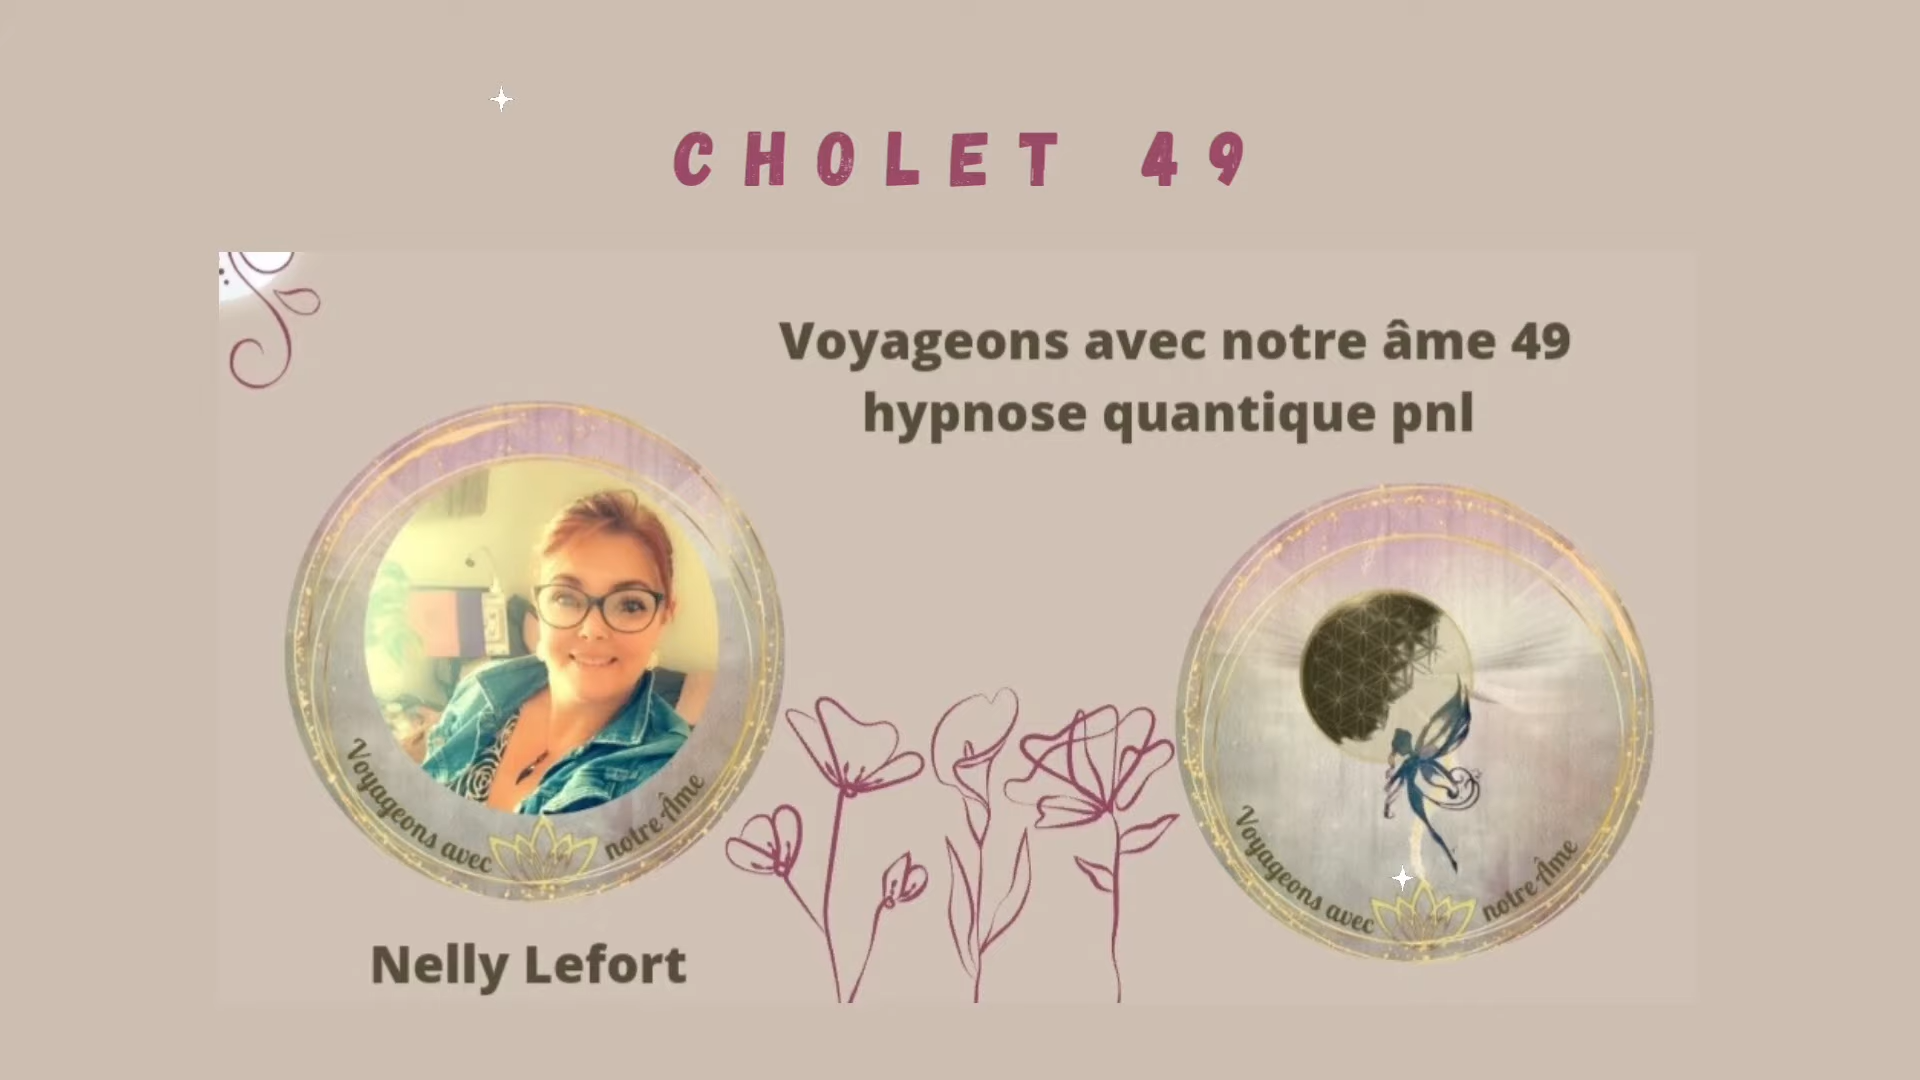 CHOLET 49
Voyageons avec notre âme 49
hypnose quantique pnl
Voyageons avec notre Âme
Voyageons avec notre Âme
Nelly Lefort